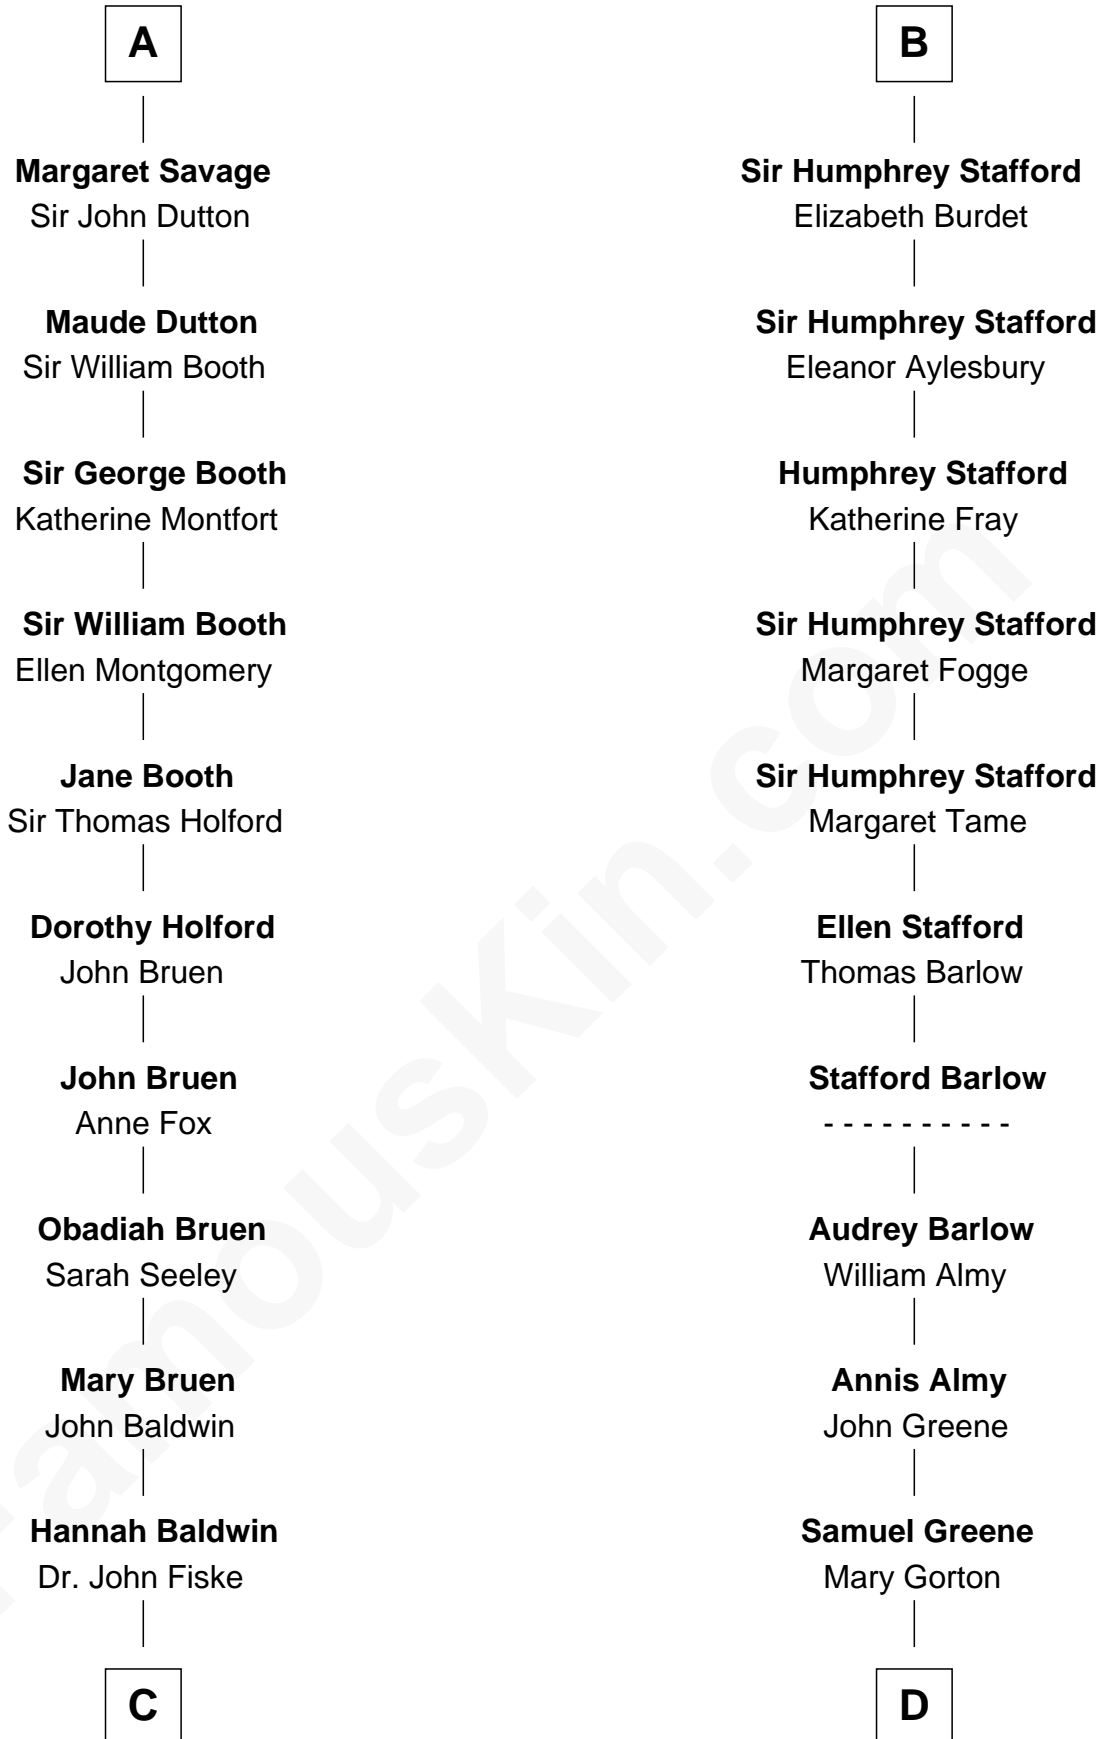 A
Margaret Savage
Sir John Dutton
Maude Dutton
Sir William Booth
Sir George Booth
Katherine Montfort
Sir William Booth
Ellen Montgomery
Jane Booth
Sir Thomas Holford
Dorothy Holford
John Bruen
John Bruen
Anne Fox
Obadiah Bruen
Sarah Seeley
Mary Bruen
John Baldwin
Hannah Baldwin
Dr. John Fiske
C
B
Sir Humphrey Stafford
Elizabeth Burdet
Sir Humphrey Stafford
Eleanor Aylesbury
Humphrey Stafford
Katherine Fray
Sir Humphrey Stafford
Margaret Fogge
Sir Humphrey Stafford
Margaret Tame
Ellen Stafford
Thomas Barlow
Stafford Barlow
- - - - - - - - - -
Audrey Barlow
William Almy
Annis Almy
John Greene
Samuel Greene
Mary Gorton
D
FamousKin.com